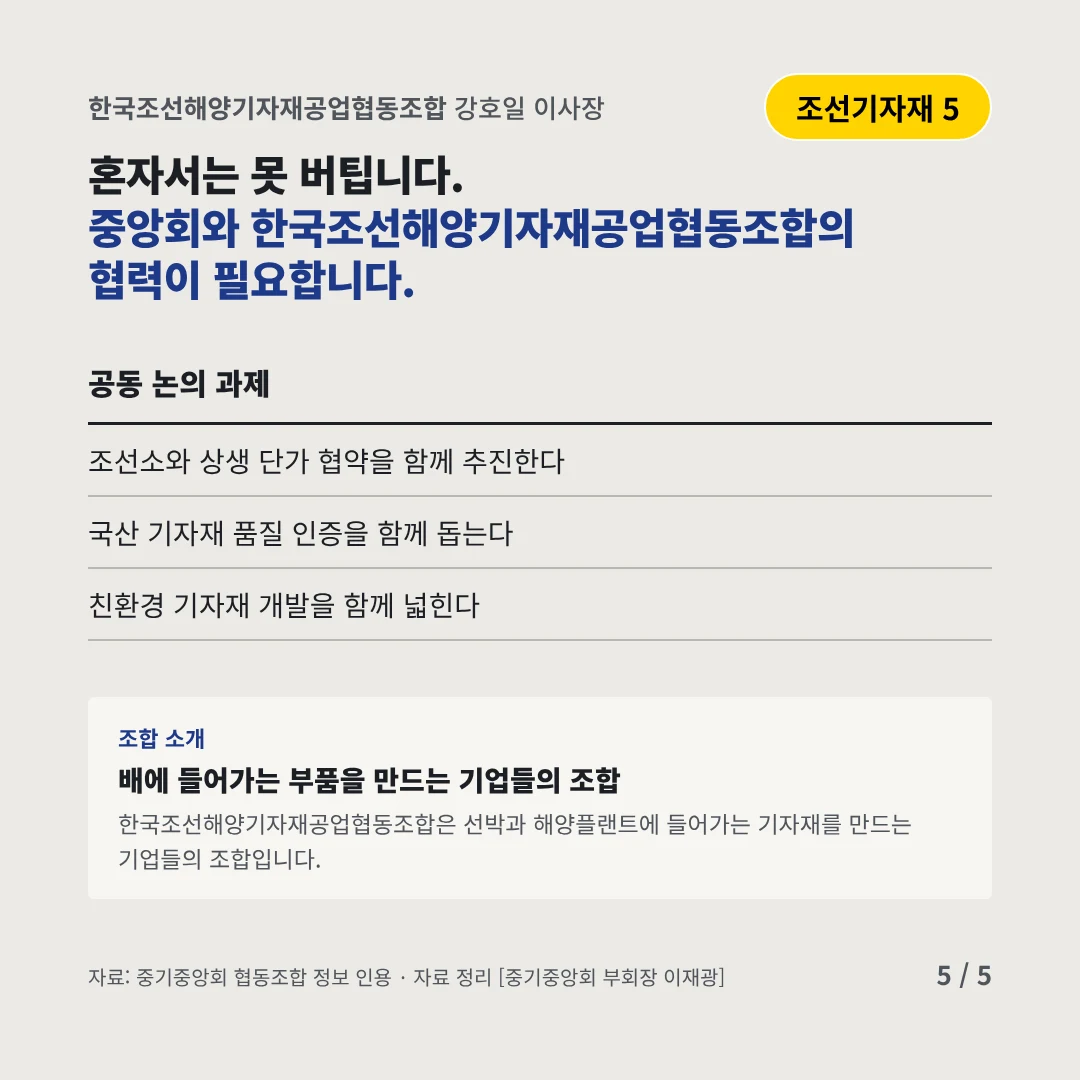 한국조선해양기자재공업협동조합 강호일 이사장
조선기자재 5
혼자서는 못 버팁니다.
중앙회와 한국조선해양기자재공업협동조합의
협력이 필요합니다.
공동 논의 과제
조선소와 상생 단가 협약을 함께 추진한다
국산 기자재 품질 인증을 함께 돕는다
친환경 기자재 개발을 함께 넓힌다
조합 소개
배에 들어가는 부품을 만드는 기업들의 조합
한국조선해양기자재공업협동조합은 선박과 해양플랜트에 들어가는 기자재를 만드는
기업들의 조합입니다.
자료: 중기중앙회 협동조합 정보 인용 · 자료 정리 [중기중앙회 부회장 이재광]
5 / 5